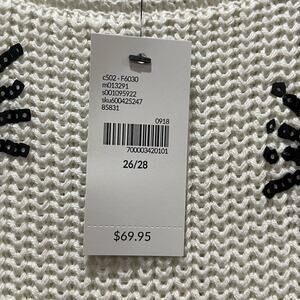 c502 - F6030
m013291
s001095922
sku600425247
85831
0918
700003420101
26/28
$69.95